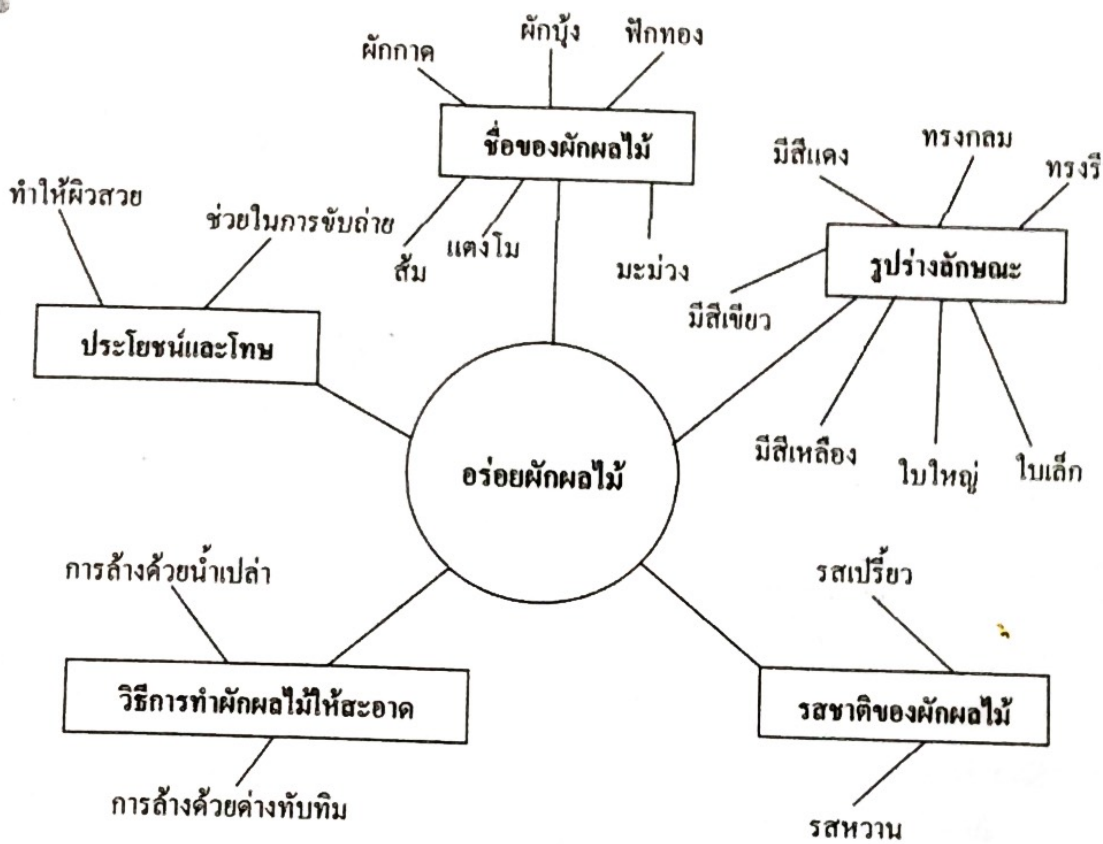 ผักกาด
ผักบุ้ง
ฟักทอง
ชื่อของผักผลไม้
ส้ม
แตงโม
มะม่วง
มีสีแดง
ทรงกลม
ทรงรี
รูปร่างลักษณะ
มีสีเขียว
มีสีเหลือง
ใบใหญ่
ใบเล็ก
ทำให้ผิวสวย
ช่วยในการขับถ่าย
ประโยชน์และโทษ
อร่อยผักผลไม้
การล้างด้วยน้ำเปล่า
วิธีการทำผักผลไม้ให้สะอาด
การล้างด้วยด่างทับทิม
รสเปรี้ยว
รสชาติของผักผลไม้
รสหวาน